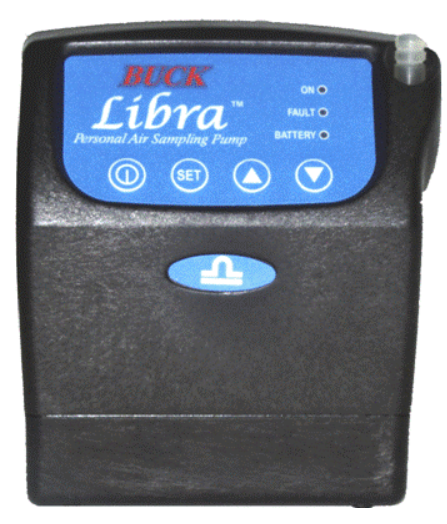 BUCK
Libra™
Personal Air Sampling Pump
ON
FAULT
BATTERY
SET